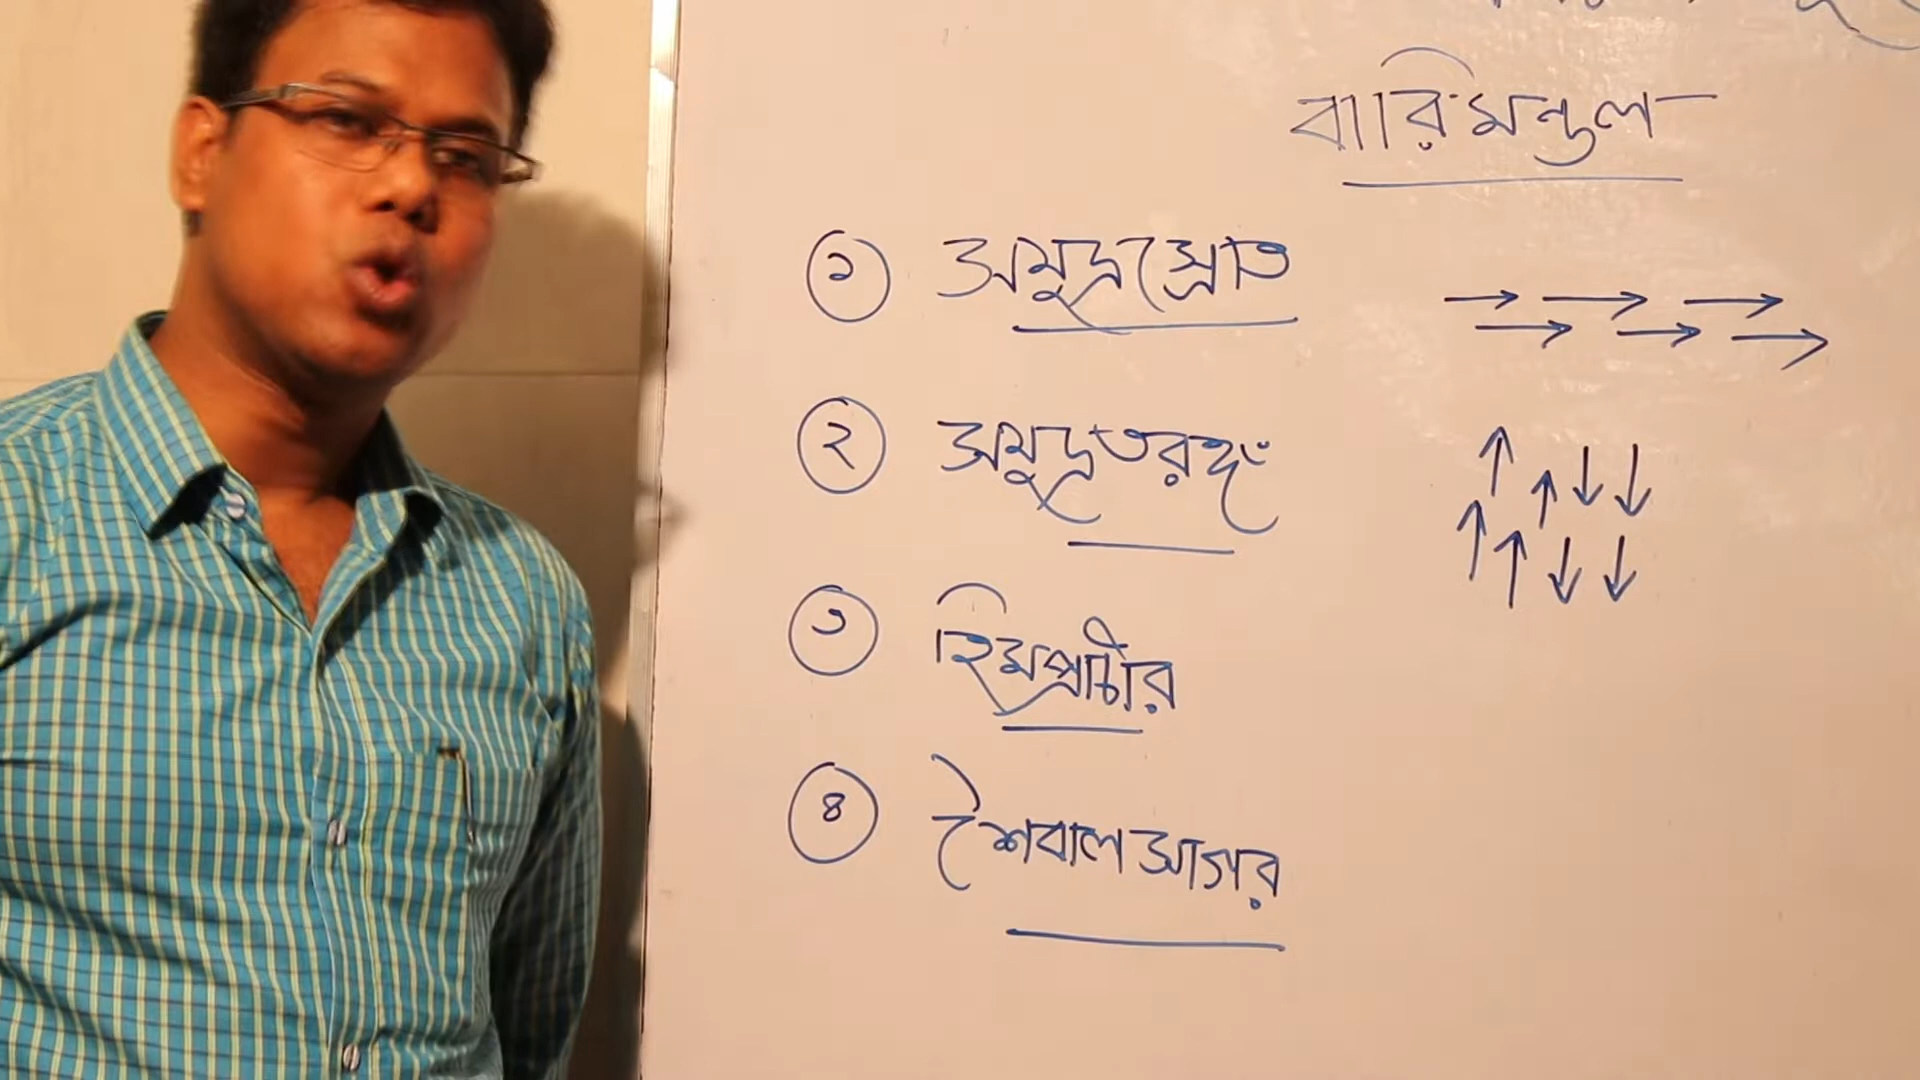 বারিমন্ডল
১ সমুদ্রস্রোত
২ সমুদ্রতরঙ্গ
৩ হিমপ্রাচীর
৪ শৈবাল সাগর